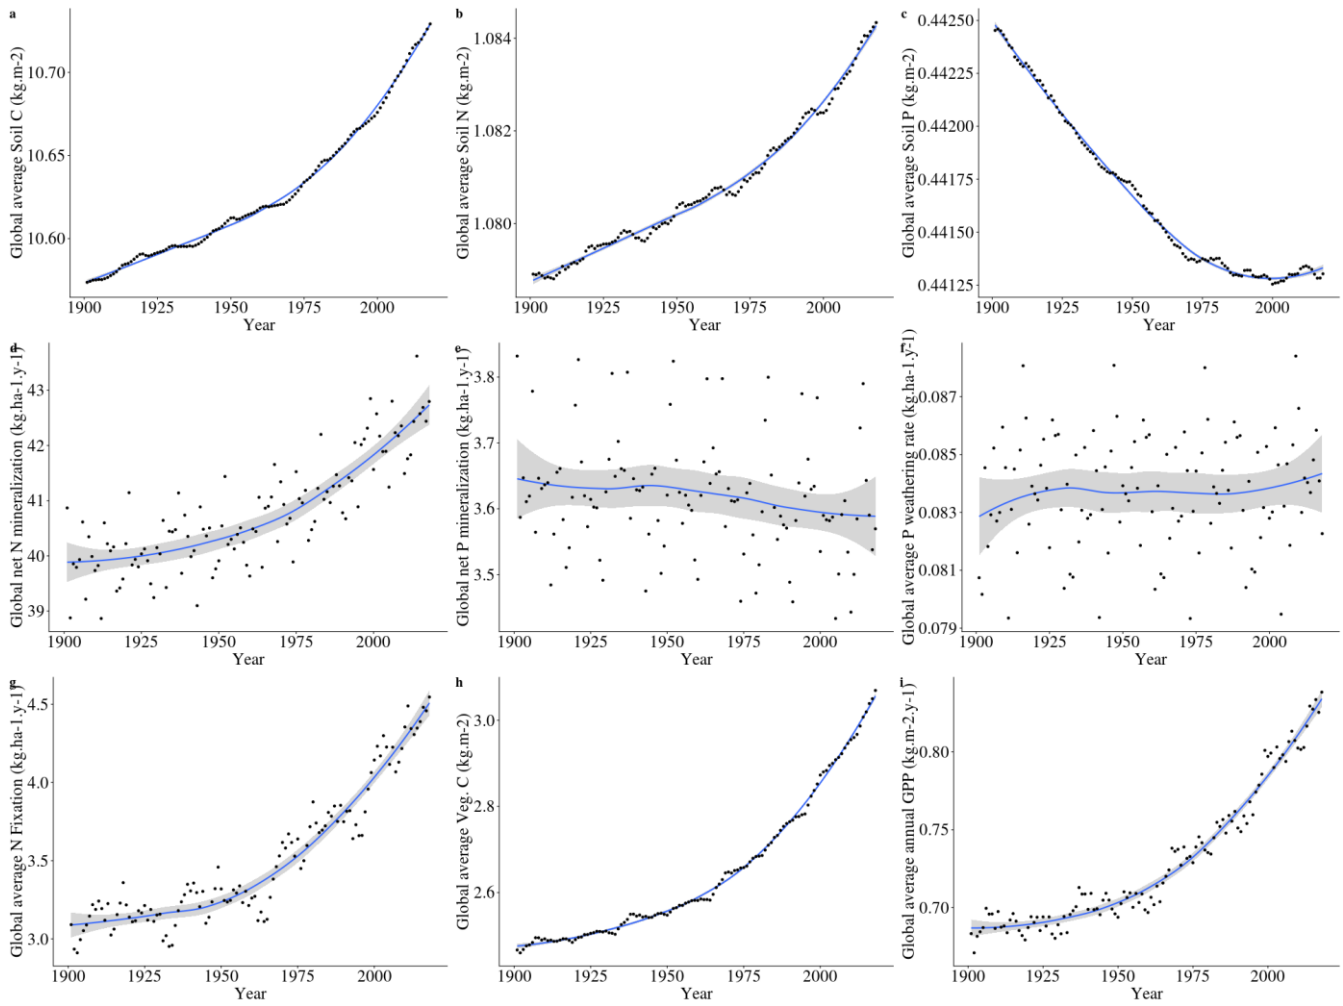 a
Global average Soil C (kg.m-2)
10.70
10.65
10.60
1900 1925 1950 1975 2000
Year
b
Global average Soil N (kg.m-2)
1.084
1.082
1.080
1900 1925 1950 1975 2000
Year
c
Global average Soil P (kg.m-2)
0.44250
0.44225
0.44200
0.44175
0.44150
0.44125
1900 1925 1950 1975 2000
Year
d
Global net N mineralization (kg.ha-1.y-1)
43
42
41
40
39
1900 1925 1950 1975 2000
Year
e
Global net P mineralization (kg.ha-1.y-1)
3.8
3.7
3.6
3.5
1900 1925 1950 1975 2000
Year
f
Global average P wethering rate (kg.ha-1.y-1)
0.087
0.085
0.083
0.081
0.079
1900 1925 1950 1975 2000
Year
g
Global average N Fixation (kg.ha-1.y-1)
4.5
4.0
3.5
3.0
1900 1925 1950 1975 2000
Year
h
Global average Veg. C (kg.m-2)
3.0
2.8
2.6
1900 1925 1950 1975 2000
Year
i
Global average annual GPP (kg.m-2.y-1)
0.80
0.75
0.70
1900 1925 1950 1975 2000
Year